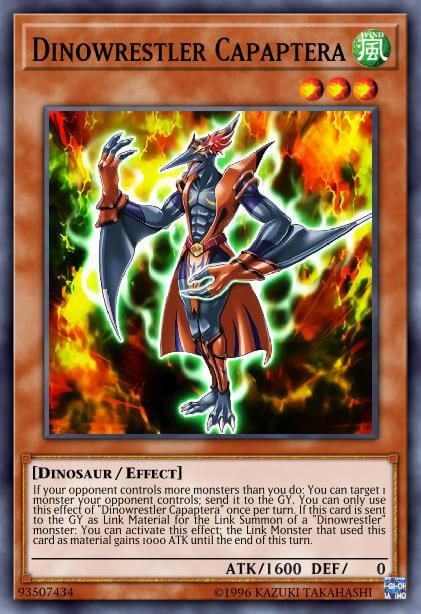 DINOWRESTLER CAPAPTERA
WIND
風
[DINOSAUR / EFFECT]
If your opponent controls more monsters than you do: You can target 1
monster your opponent controls; send it to the GY. You can only use
this effect of "Dinowrestler Capaptera" once per turn. If this card is sent
to the GY as Link Material for the Link Summon of a "Dinowrestler"
monster: You can activate this effect; the Link Monster that used this
card as material gains 1000 ATK until the end of this turn.
ATK/1600 DEF/ 0
93507434
©1996 KAZUKI TAKAHASHI